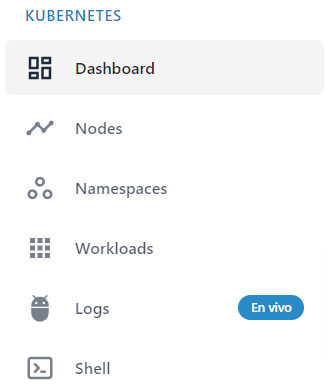 KUBERNETES
Dashboard
Nodes
Namespaces
Workloads
Logs En vivo
Shell